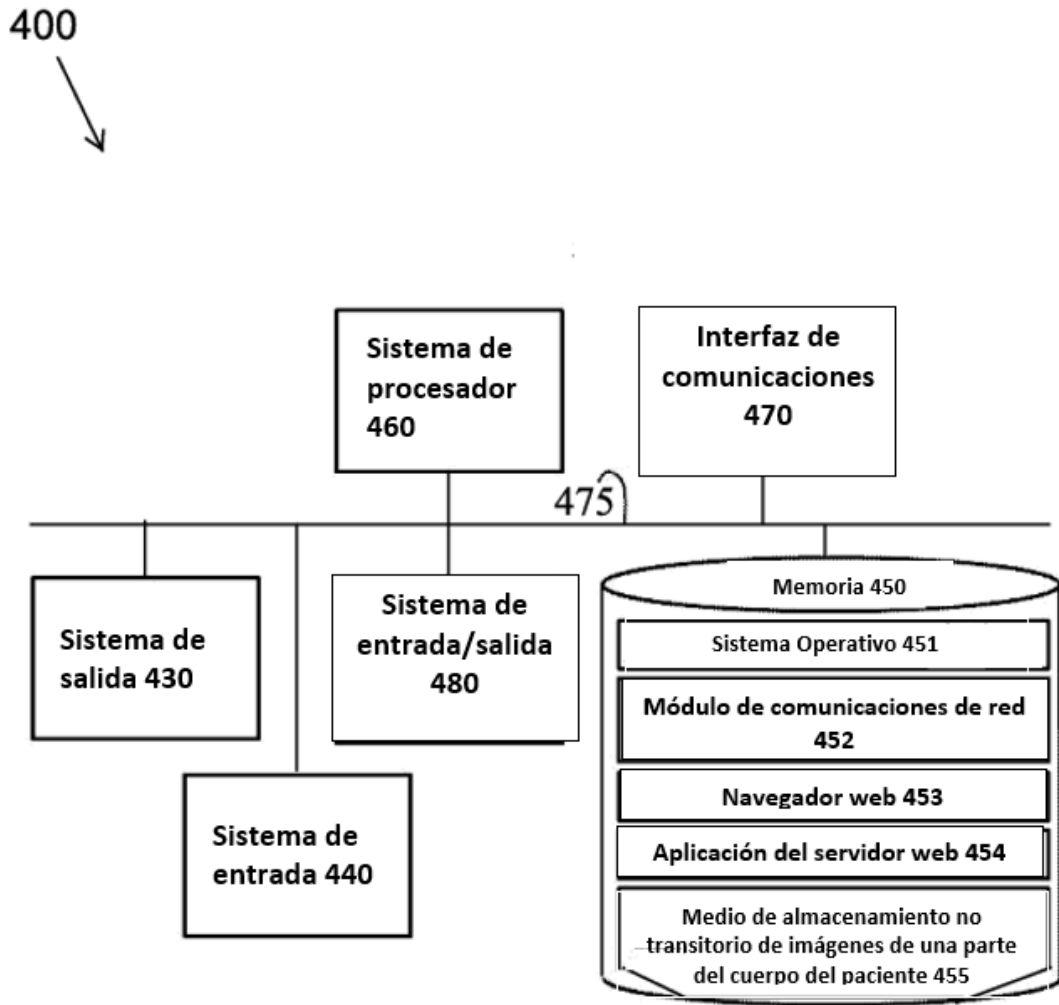 400
Sistema de
procesador
460
Interfaz de
comunicaciones
470
475
Sistema de
salida 430
Sistema de
entrada/salida
480
Sistema de
entrada 440
Memoria 450
Sistema Operativo 451
Módulo de comunicaciones de red
452
Navegador web 453
Aplicación del servidor web 454
Medio de almacenamiento no
transitorio de imágenes de una parte
del cuerpo del paciente 455